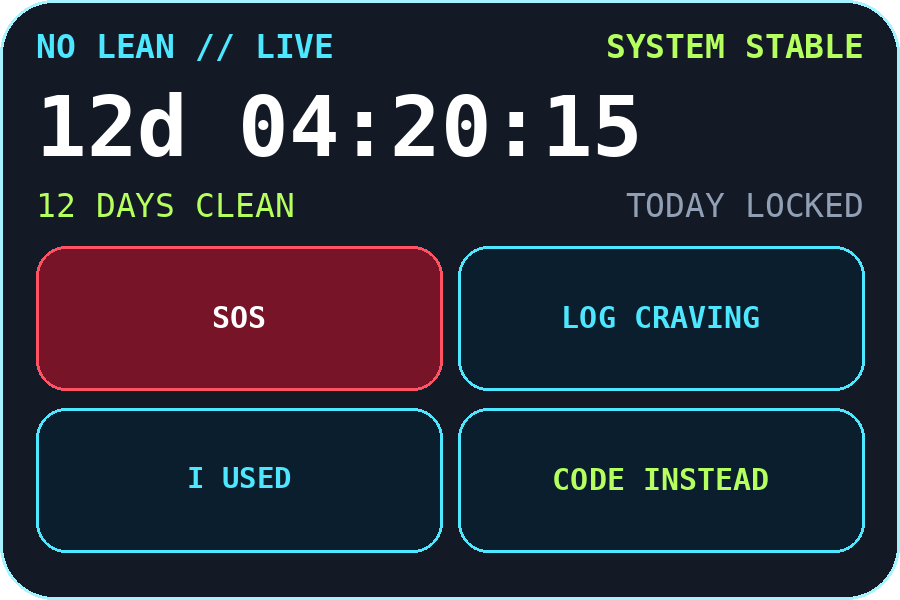 NO LEAN // LIVE
SYSTEM STABLE
12d 04:20:15
12 DAYS CLEAN
TODAY LOCKED
SOS
LOG CRAVING
I USED
CODE INSTEAD